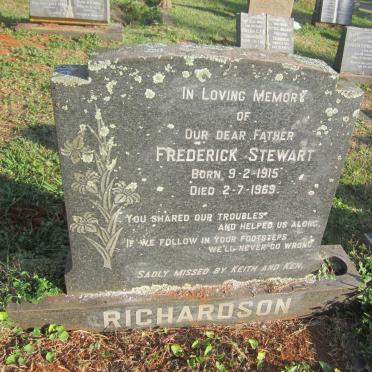 IN LOVING MEMORY
OF
OUR DEAR FATHER
FREDERICK STEWART
BORN 9-2-1915
DIED 2-7-1969.
YOU SHARED OUR TROUBLES
AND HELPED US ALONG.
IF WE FOLLOW IN YOUR FOOTSTEPS
WE'LL NEVER GO WRONG.
SADLY MISSED BY KEITH AND KEN.
RICHARDSON